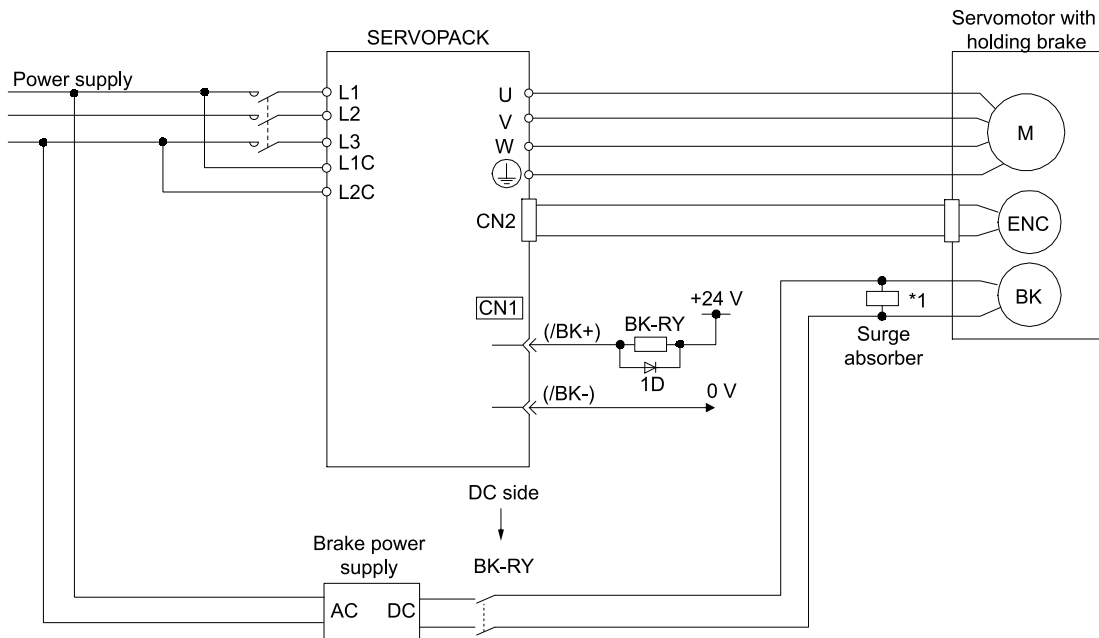 Servomotor with
holding brake
SERVOPACK
Power supply
L1
L2
L3
L1C
L2C
U
V
W
M
CN2
ENC
CN1
BK
*1
Surge
absorber
+24 V
BK-RY
(/BK+)
1D
(/BK-)
0 V
DC side
BK-RY
Brake power
supply
AC
DC